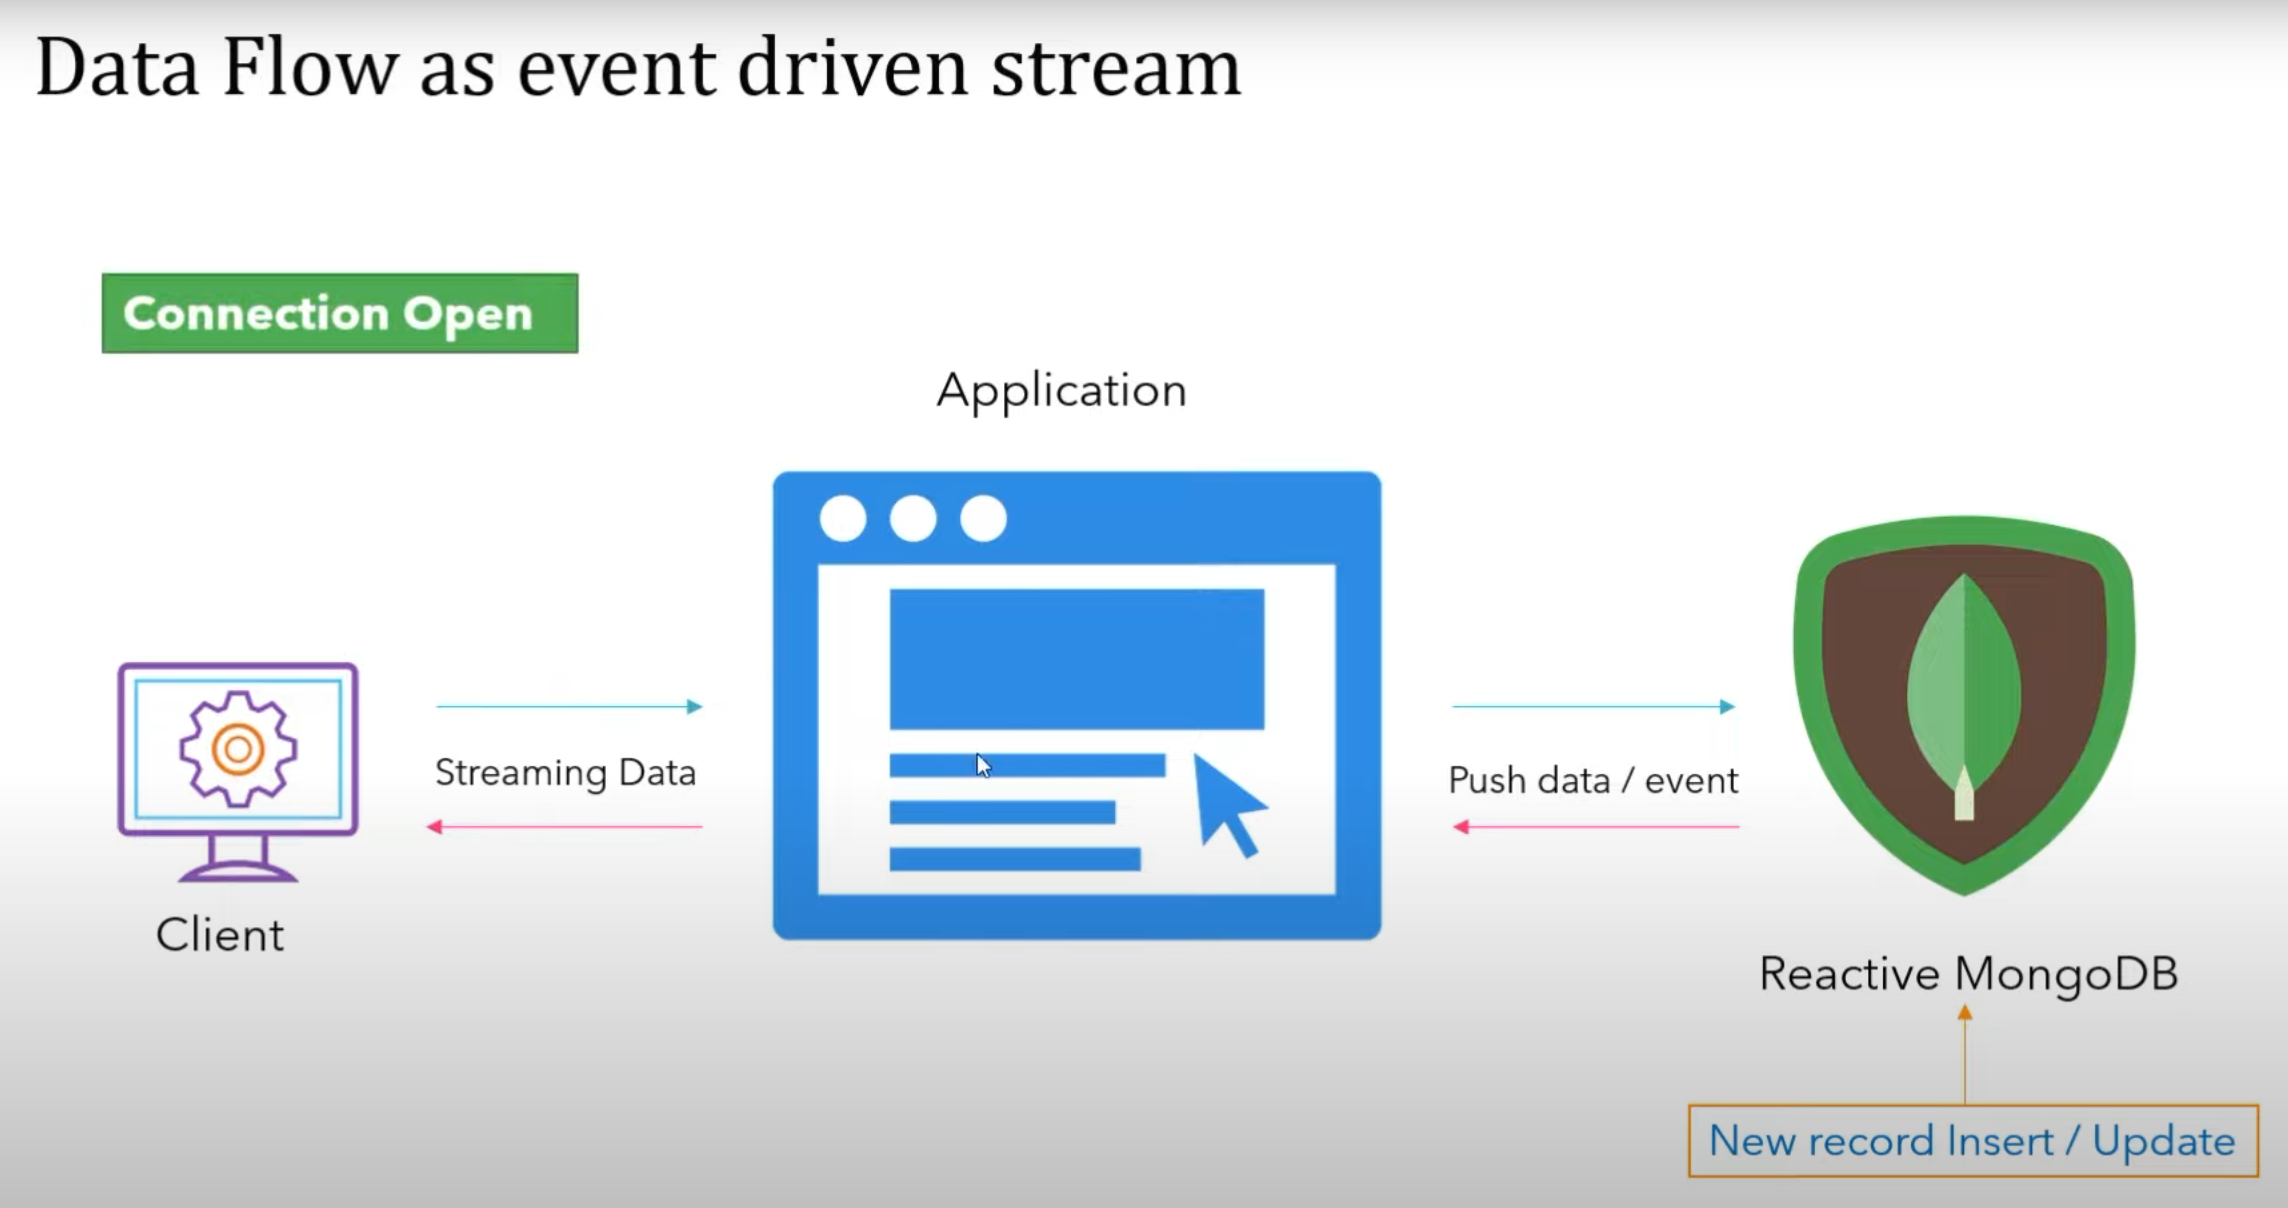 Data Flow as event driven stream
Connection Open
Application
Streaming Data
Push data / event
Client
Reactive MongoDB
New record Insert / Update